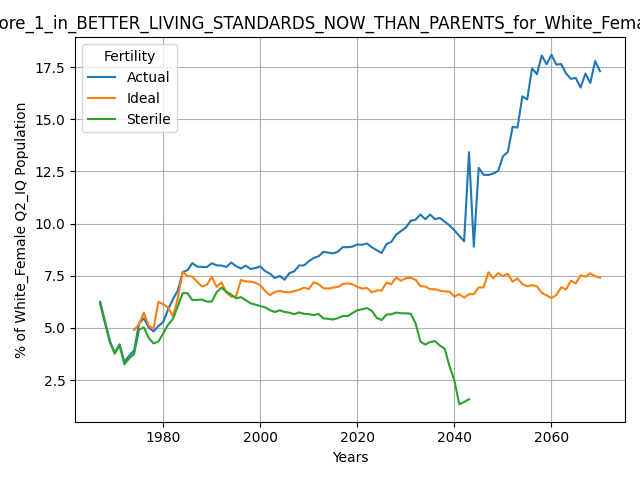 ore_1_in_BETTER_LIVING_STANDARDS_NOW_THAN_PARENTS_for_White_Fema
Fertility
Actual
Ideal
Sterile
% of White_Female Q2_IQ Population
17.5
15.0
12.5
10.0
7.5
5.0
2.5
1980 2000 2020 2040 2060
Years